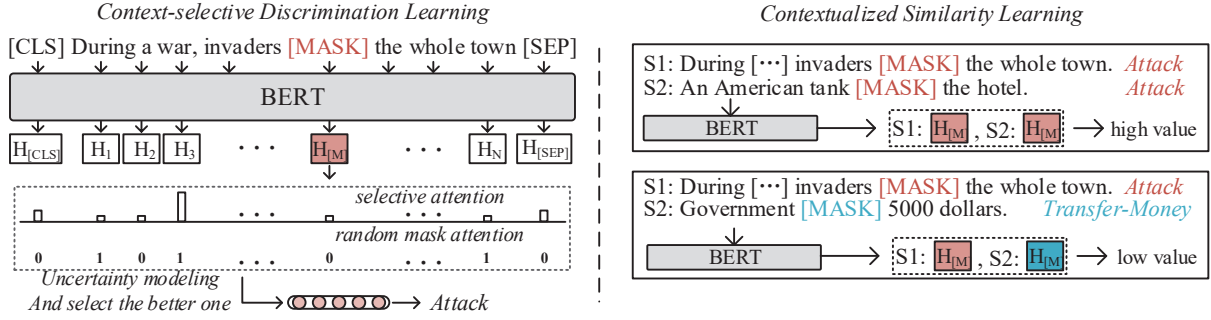 Context-selective Discrimination Learning
[CLS] During a war, invaders [MASK] the whole town [SEP]
BERT
H[CLS] H1 H2 H3 ··· H[M] ··· HN H[SEP]
selective attention
··· ···
random mask attention
0 1 0 1 ··· 0 ··· 1 0
Uncertainty modeling
And select the better one
Attack
Contextualized Similarity Learning
S1: During [···] invaders [MASK] the whole town. Attack
S2: An American tank [MASK] the hotel. Attack
BERT
S1: H[M] , S2: H[M] high value
S1: During [···] invaders [MASK] the whole town. Attack
S2: Government [MASK] 5000 dollars. Transfer-Money
BERT
S1: H[M] , S2: H[M] low value